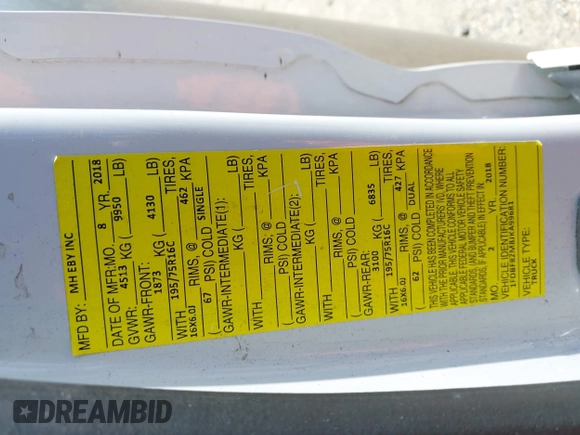 MFD BY: MH EBY INC
DATE OF MFR:MO. 8 YR. 2018
GVWR: 4513 KG ( 9950 LB)
GAWR-FRONT:
1873 KG ( 4130 LB)
WITH 195/75R16C TIRES,
16X6.0J RIMS, @ 462 KPA
( 67 PSI) COLD SINGLE
GAWR-INTERMEDIATE(1):
KG ( LB)
WITH TIRES,
RIMS, @ KPA
( PSI) COLD
GAWR-INTERMEDIATE(2):
KG ( LB)
WITH TIRES,
RIMS, @ KPA
( PSI) COLD
GAWR-REAR:
3100 KG ( 6835 LB)
WITH 195/75R16C TIRES,
16X6.0J RIMS, @ 427 KPA
( 62 PSI) COLD DUAL
THIS VEHICLE HAS BEEN COMPLETED IN ACCORDANCE
WITH THE PRIOR MANUFACTURERS' IVD, WHERE
APPLICABLE. THIS VEHICLE CONFORMS TO ALL
APPLICABLE FEDERAL MOTOR VEHICLE SAFETY
STANDARDS, [AND BUMPER AND THEFT PREVENTION
STANDARDS, IF APPLICABLE] IN EFFECT IN
MO. 2 YR. 2018
VEHICLE IDENTIFICATION NUMBER:
VEHICLE TYPE:
TRUCK
DREAMBID